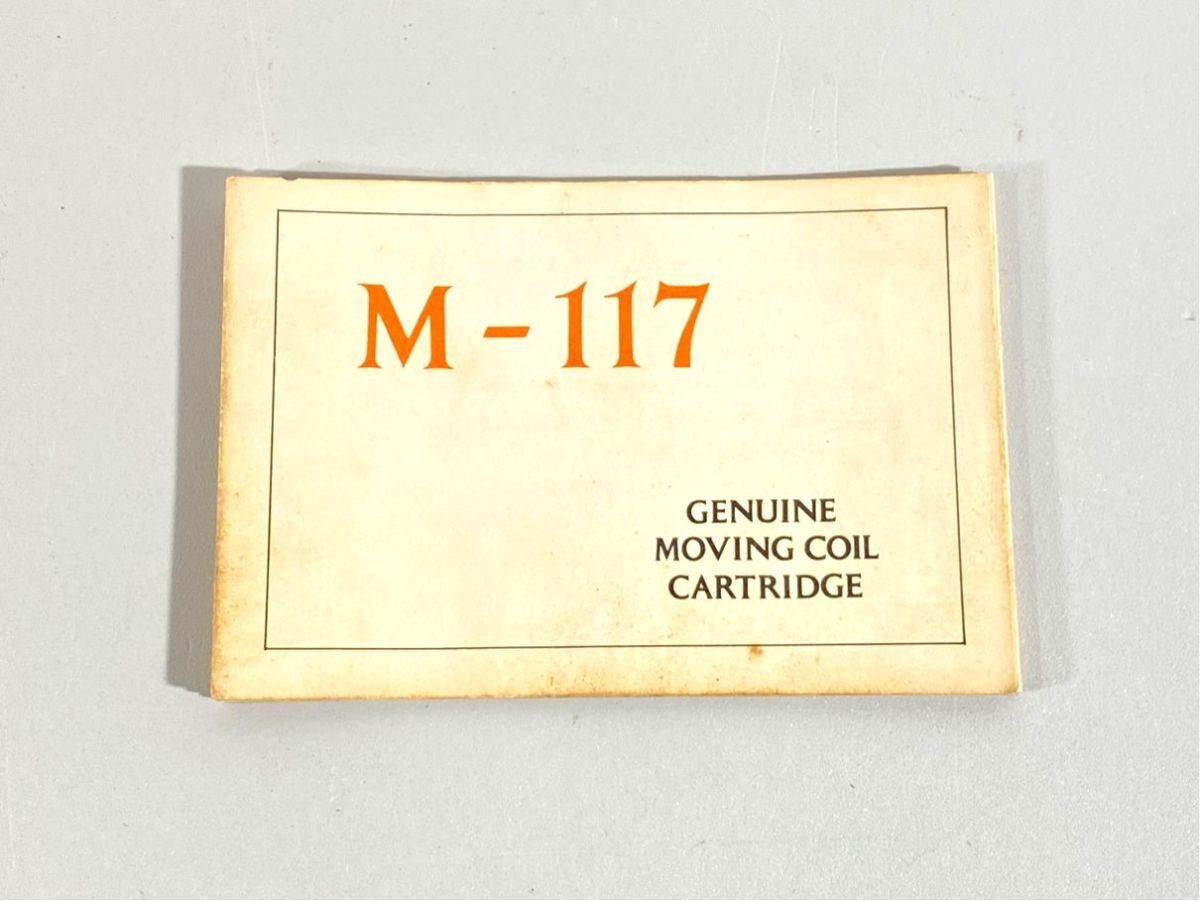 M-117
GENUINE
MOVING COIL
CARTRIDGE